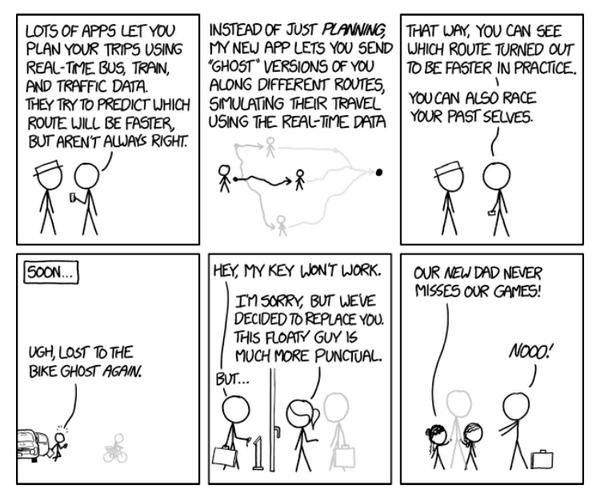 LOTS OF APPS LET YOU
PLAN YOUR TRIPS USING
REAL-TIME BUS, TRAIN,
AND TRAFFIC DATA.
THEY TRY TO PREDICT WHICH
ROUTE WILL BE FASTER,
BUT AREN'T ALWAYS RIGHT.
INSTEAD OF JUST PLANNING,
MY NEW APP LETS YOU SEND
"GHOST" VERSIONS OF YOU
ALONG DIFFERENT ROUTES,
SIMULATING THEIR TRAVEL
USING THE REAL-TIME DATA
THAT WAY, YOU CAN SEE
WHICH ROUTE TURNED OUT
TO BE FASTER IN PRACTICE.
YOU CAN ALSO RACE
YOUR PAST SELVES.
SOON...
UGH, LOST TO THE
BIKE GHOST AGAIN.
HEY, MY KEY WON'T WORK.
I'M SORRY, BUT WE'VE
DECIDED TO REPLACE YOU.
THIS FLOATY GUY IS
MUCH MORE PUNCTUAL.
BUT...
OUR NEW DAD NEVER
MISSES OUR GAMES!
NOOO!